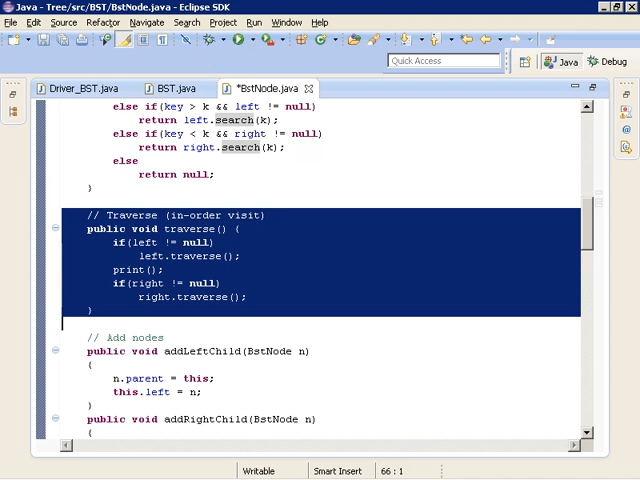 Java - Tree/src/BST/BstNode.java - Eclipse SDK
File Edit Source Refactor Navigate Search Project Run Window Help
Quick Access
Java
Debug
Driver_BST.java
BST.java
*BstNode.java
else if(key > k && left != null)
return left.search(k);
else if(key < k && right != null)
return right.search(k);
else
return null;
}
// Traverse (in-order visit)
public void traverse() {
if(left != null)
left.traverse();
print();
if(right != null)
right.traverse();
}
// Add nodes
public void addLeftChild(BstNode n)
{
n.parent = this;
this.left = n;
}
public void addRightChild(BstNode n)
{
Writable
Smart Insert
66 : 1